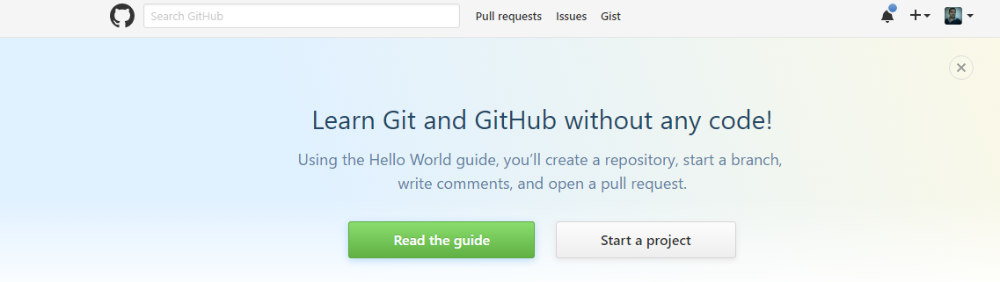 Search GitHub Pull requests Issues Gist
Learn Git and GitHub without any code!
Using the Hello World guide, you’ll create a repository, start a branch,
write comments, and open a pull request.
Read the guide Start a project